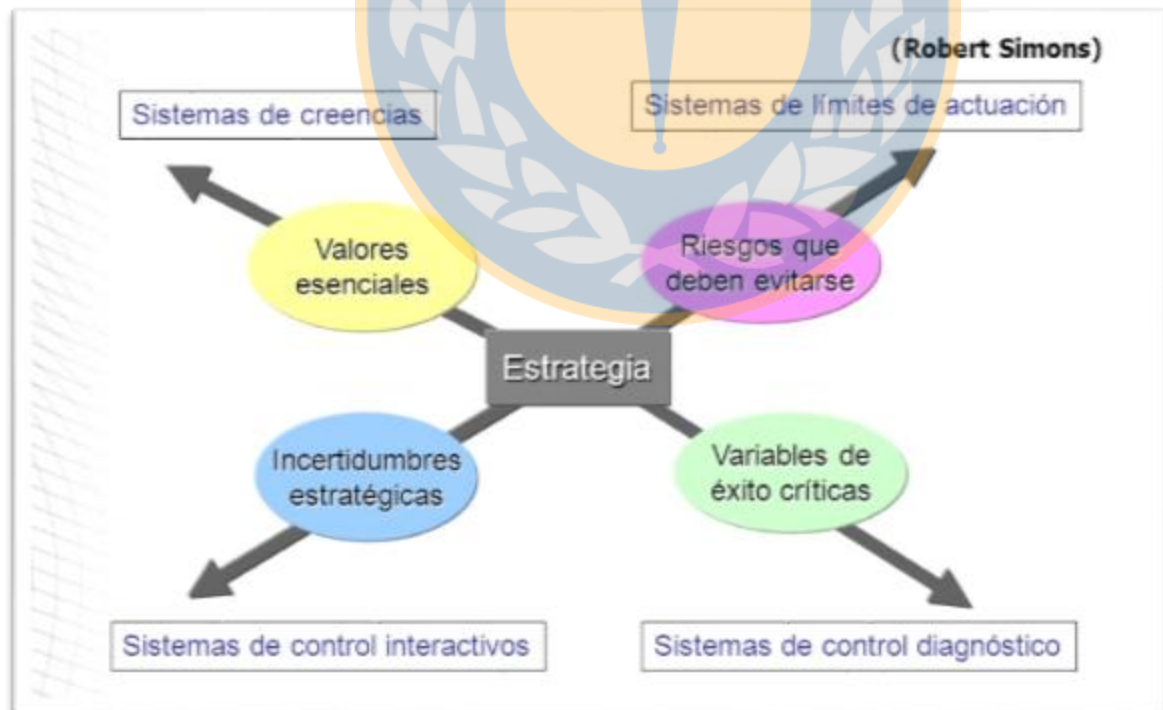 (Robert Simons)
Sistemas de creencias
Sistemas de límites de actuación
Valores
esenciales
Riesgos que
deben evitarse
Estrategia
Incertidumbres
estratégicas
Variables de
éxito críticas
Sistemas de control interactivos
Sistemas de control diagnóstico